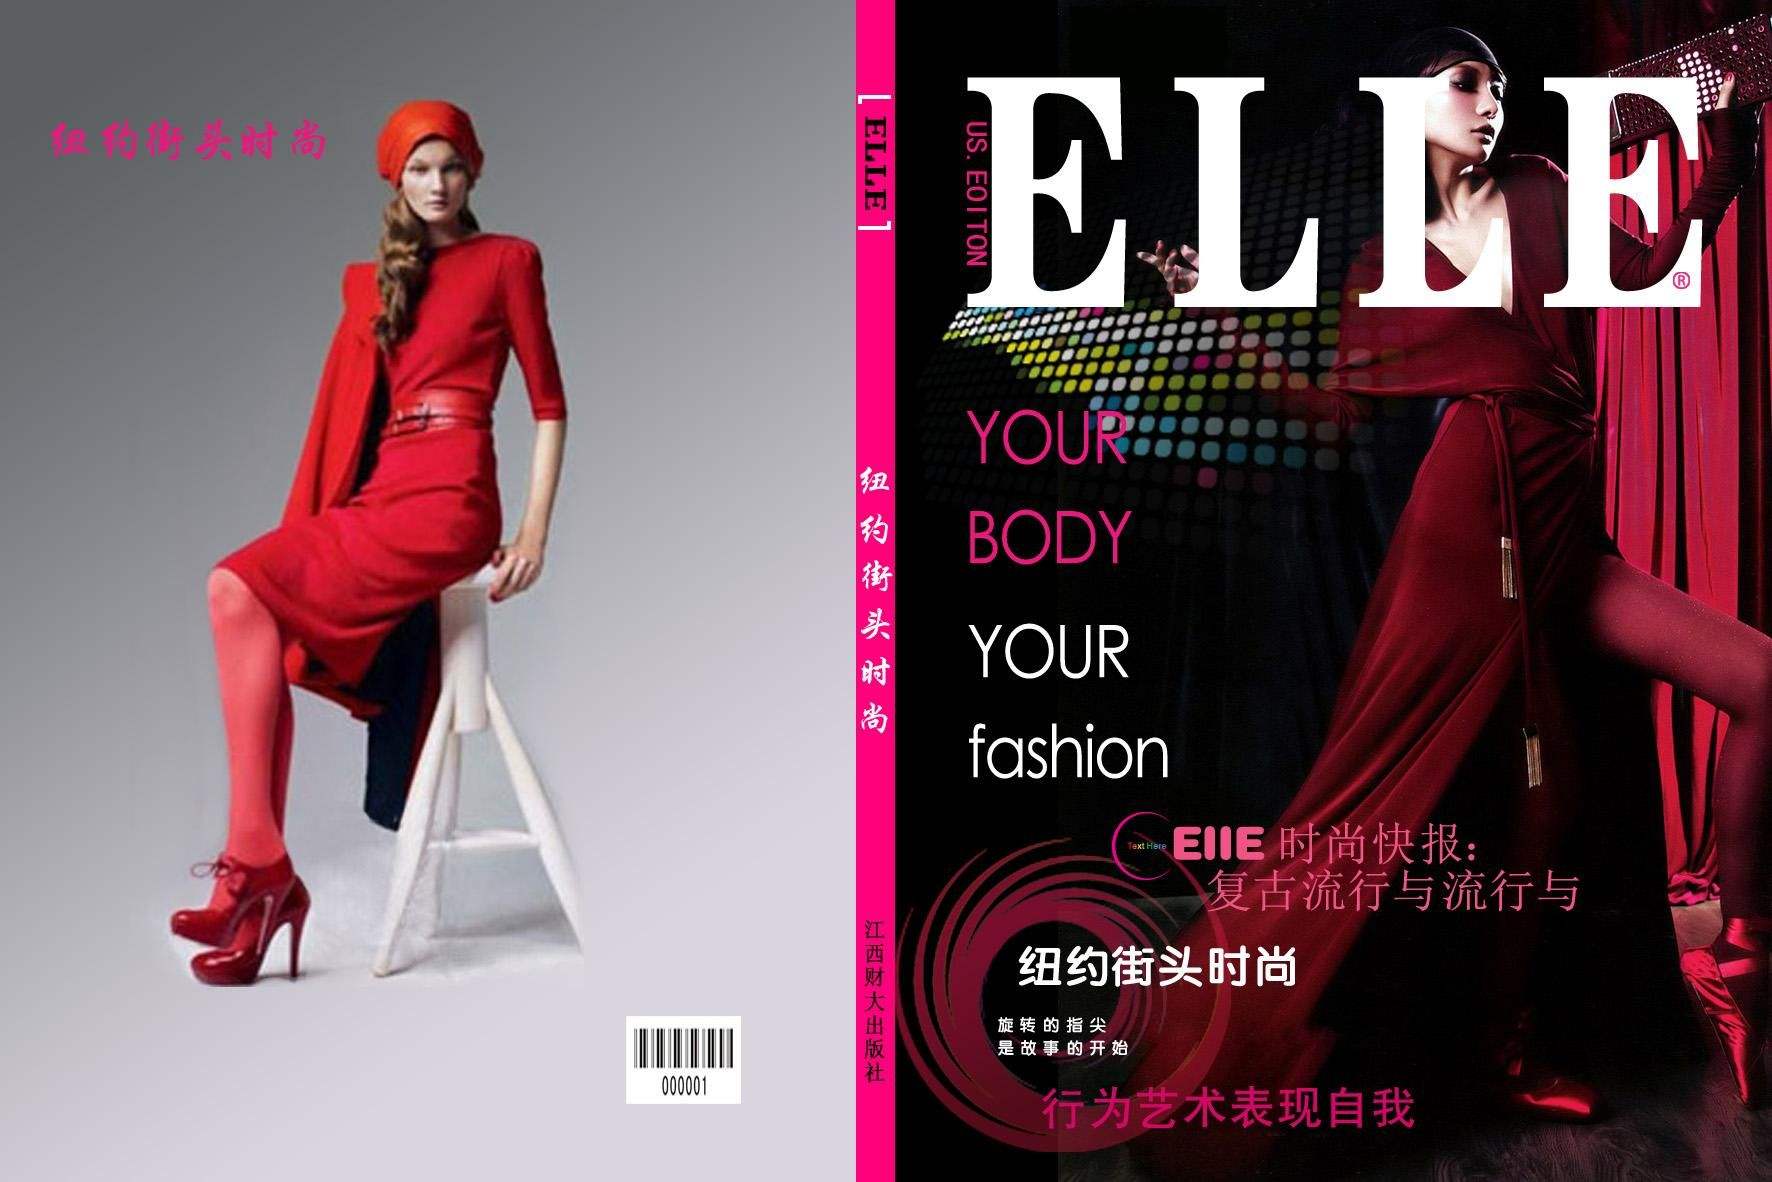 纽约街头时尚
000001
[ELLE]
纽约街头时尚
江西财大出版社
ELLE
®
US. EOITON
YOUR
BODY
YOUR
fashion
Text Here
EllE 时尚快报:
复古流行与流行与
纽约街头时尚
旋转的指尖
是故事的开始
行为艺术表现自我